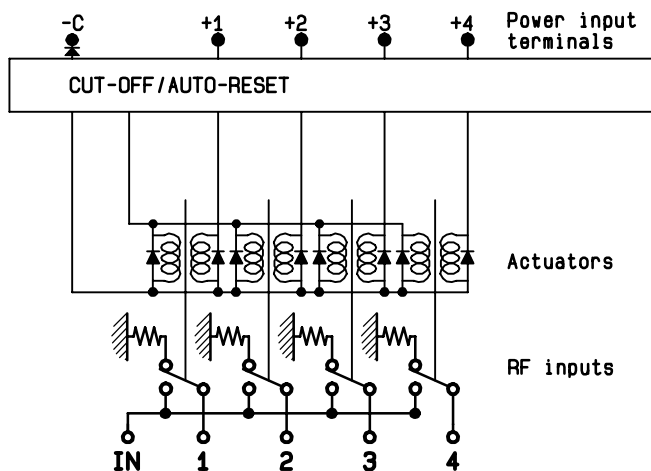 -C +1 +2 +3 +4 Power input
terminals
CUT-OFF/AUTO-RESET
Actuators
RF inputs
IN 1 2 3 4